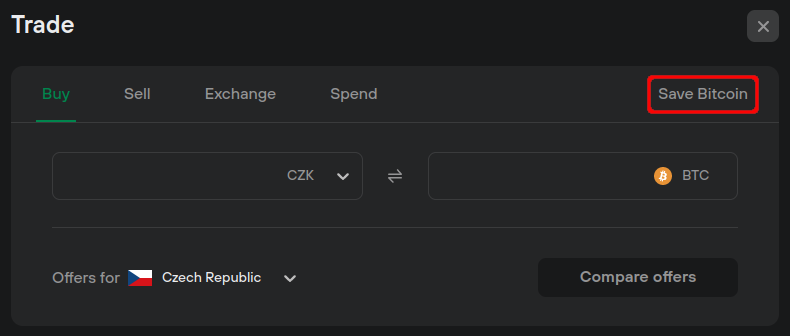 Trade
Buy Sell Exchange Spend Save Bitcoin
CZK BTC
Offers for Czech Republic Compare offers